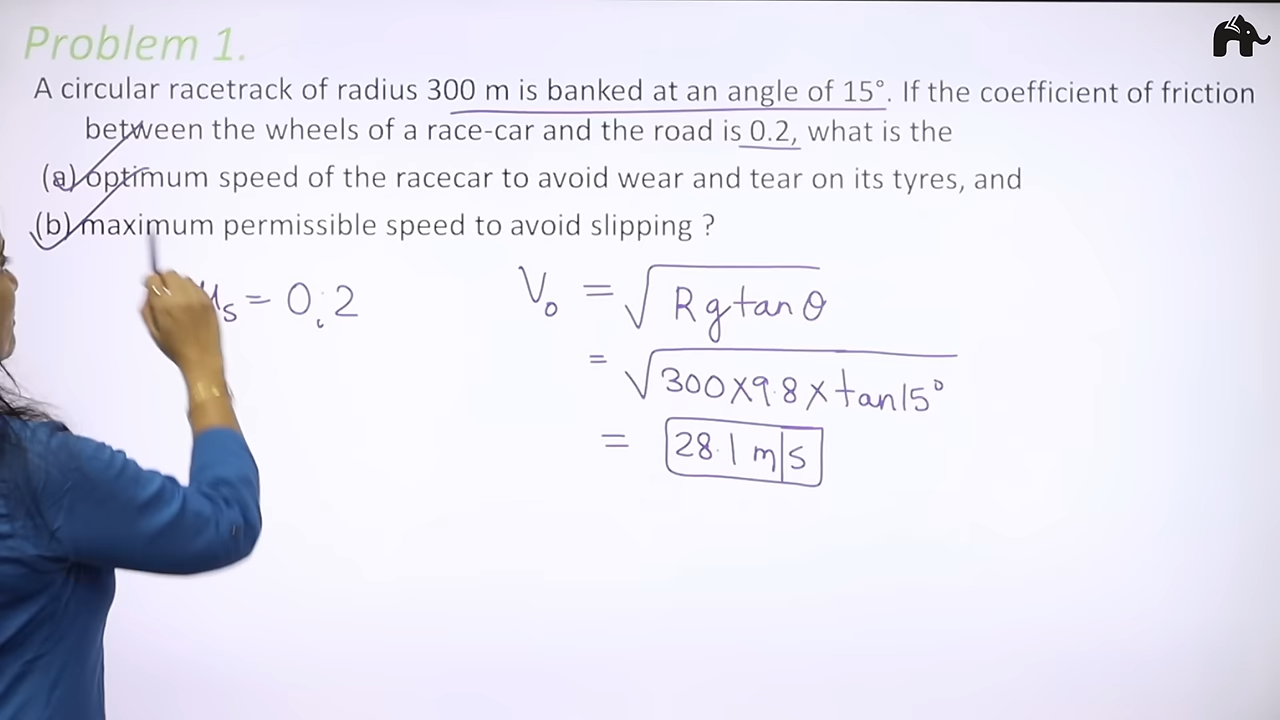 Problem 1.
A circular racetrack of radius 300 m is banked at an angle of 15°. If the coefficient of friction
between the wheels of a race-car and the road is 0.2, what is the
(a) optimum speed of the racecar to avoid wear and tear on its tyres, and
(b) maximum permissible speed to avoid slipping ?
μs = 0.2
V₀ = √Rg tan θ
= √300×9.8×tan15°
= 28.1 m/s